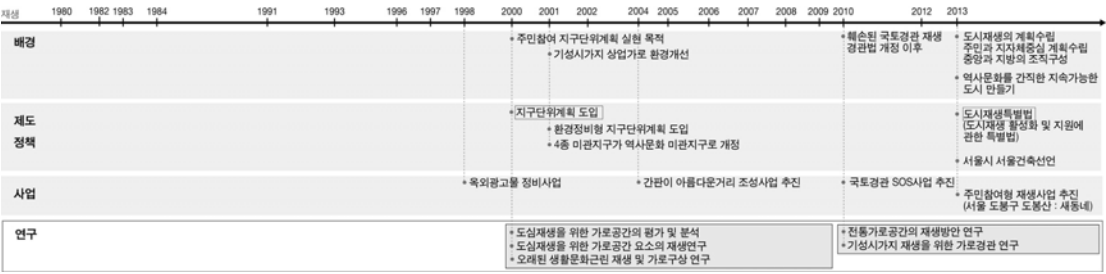 재생 1980 1982 1983 1984 1991 1993 1996 1997 1998 2000 2001 2002 2004 2005 2006 2007 2008 2009 2010 2012 2013
배경
주민참여 지구단위계획 실현 목적
기성시가지 상업가로 환경개선
훼손된 국토경관 재생
경관법 개정 이후
도시재생의 계획수립
주민과 지자체중심 계획수립
중앙과 지방의 조직구성
역사문화를 간직한 지속가능한
도시 만들기
제도
정책
지구단위계획 도입
환경정비형 지구단위계획 도입
4종 미관지구가 역사문화 미관지구로 개정
도시재생특별법
(도시재생 활성화 및 지원에
관한 특별법)
서울시 서울건축선언
사업
옥외광고물 정비사업
간판이 아름다운거리 조성사업 추진
국토경관 SOS사업 추진
주민참여형 재생사업 추진
(서울 도봉구 도봉산 : 새동네)
연구
도심재생을 위한 가로공간의 평가 및 분석
도심재생을 위한 가로공간 요소의 재생연구
오래된 생활문화근린 재생 및 가로구상 연구
전통가로공간의 재생방안 연구
기성시가지 재생을 위한 가로경관 연구